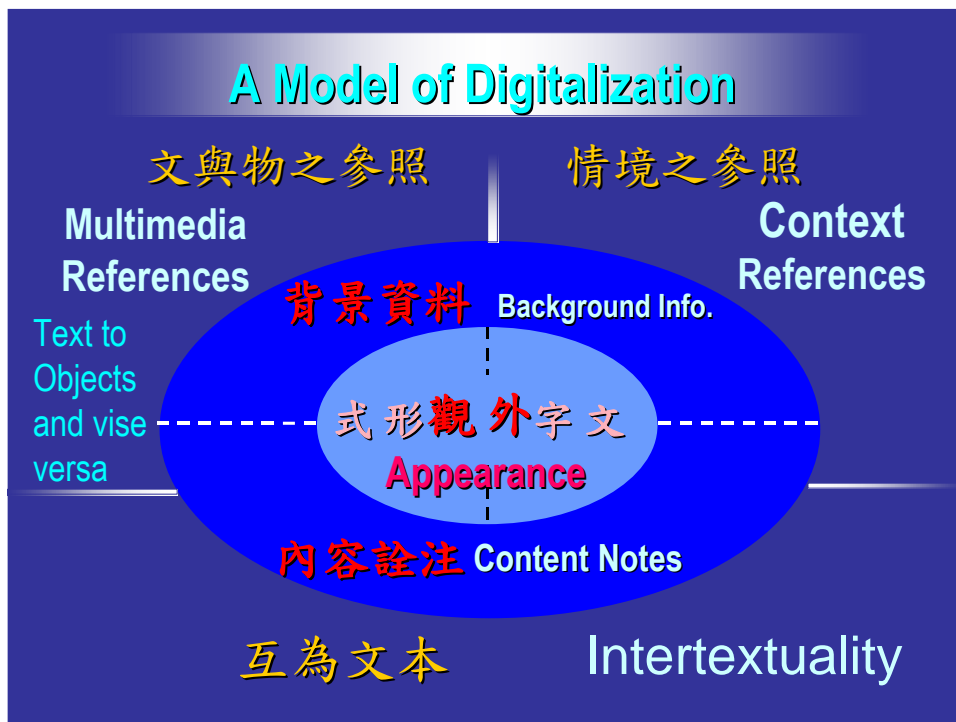 A Model of Digitalization
文與物之參照
情境之參照
Multimedia
References
Context
References
背景資料 Background Info.
Text to
Objects
and vise
versa
式形觀外字文
Appearance
內容詮注 Content Notes
互為文本
Intertextuality